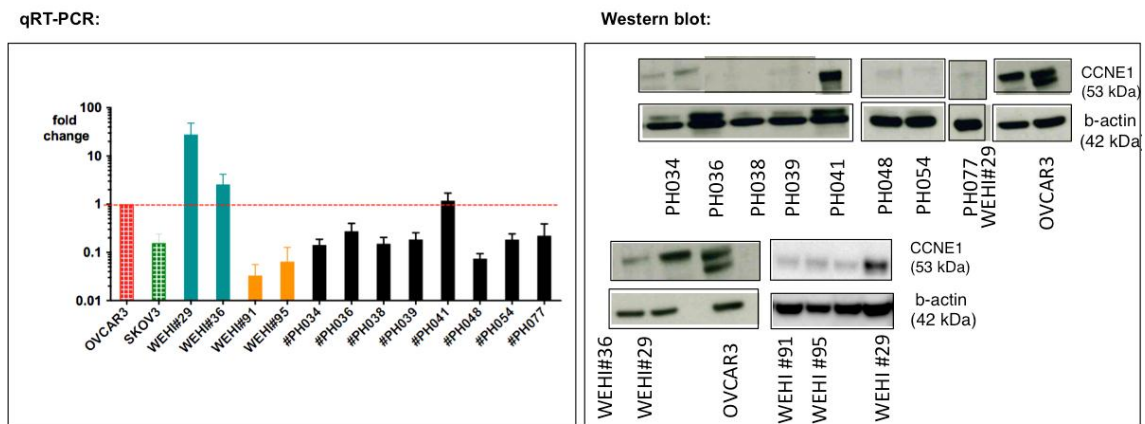 qRT-PCR:
fold
change
100
10
1
0.1
0.01
OVCAR3
SKOV3
WEHI#29
WEHI#36
WEHI#91
WEHI#95
#PH034
#PH036
#PH038
#PH039
#PH041
#PH048
#PH054
#PH077
Western blot:
CCNE1
(53 kDa)
b-actin
(42 kDa)
PH034
PH036
PH038
PH039
PH041
PH048
PH054
PH077
WEHI#29
OVCAR3
CCNE1
(53 kDa)
b-actin
(42 kDa)
WEHI#36
WEHI#29
OVCAR3
WEHI #91
WEHI #95
WEHI #29